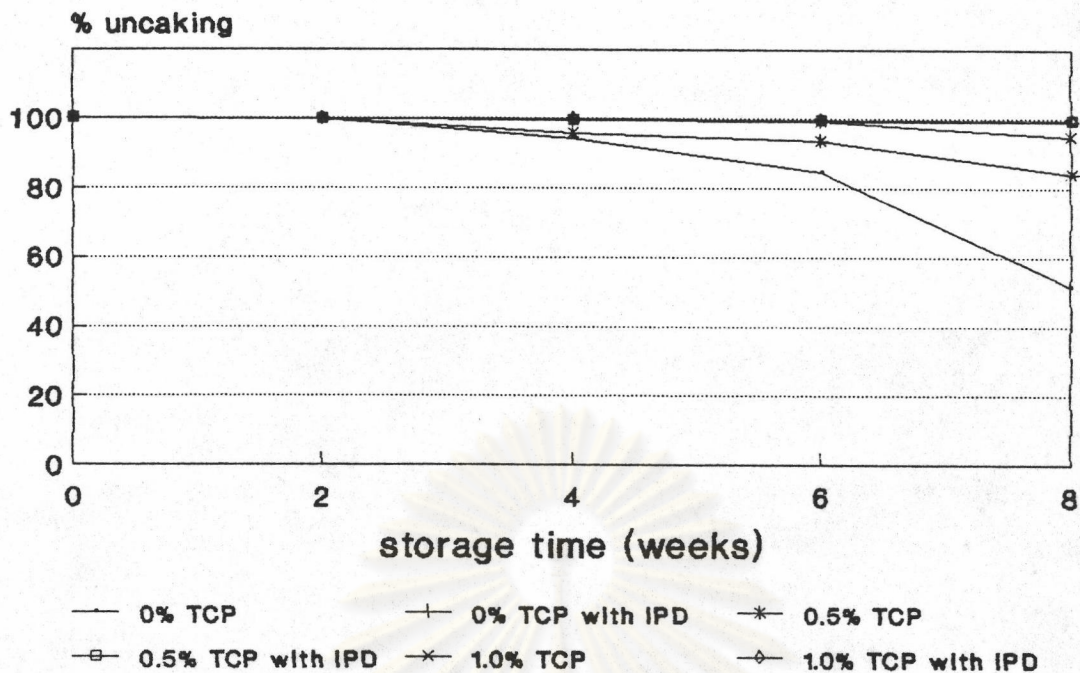 % uncaking
100
80
60
40
20
0
0 2 4 6 8
storage time (weeks)
0% TCP 0% TCP with IPD 0.5% TCP
0.5% TCP with IPD 1.0% TCP 1.0% TCP with IPD